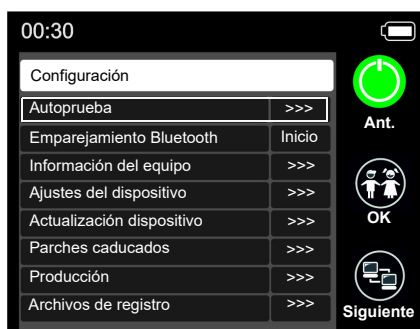 00:30
Configuración
Autoprueba >>>
Emparejamiento Bluetooth Inicio
Información del equipo >>>
Ajustes del dispositivo >>>
Actualización dispositivo >>>
Parches caducados >>>
Producción >>>
Archivos de registro >>>
Ant.
OK
Siguiente